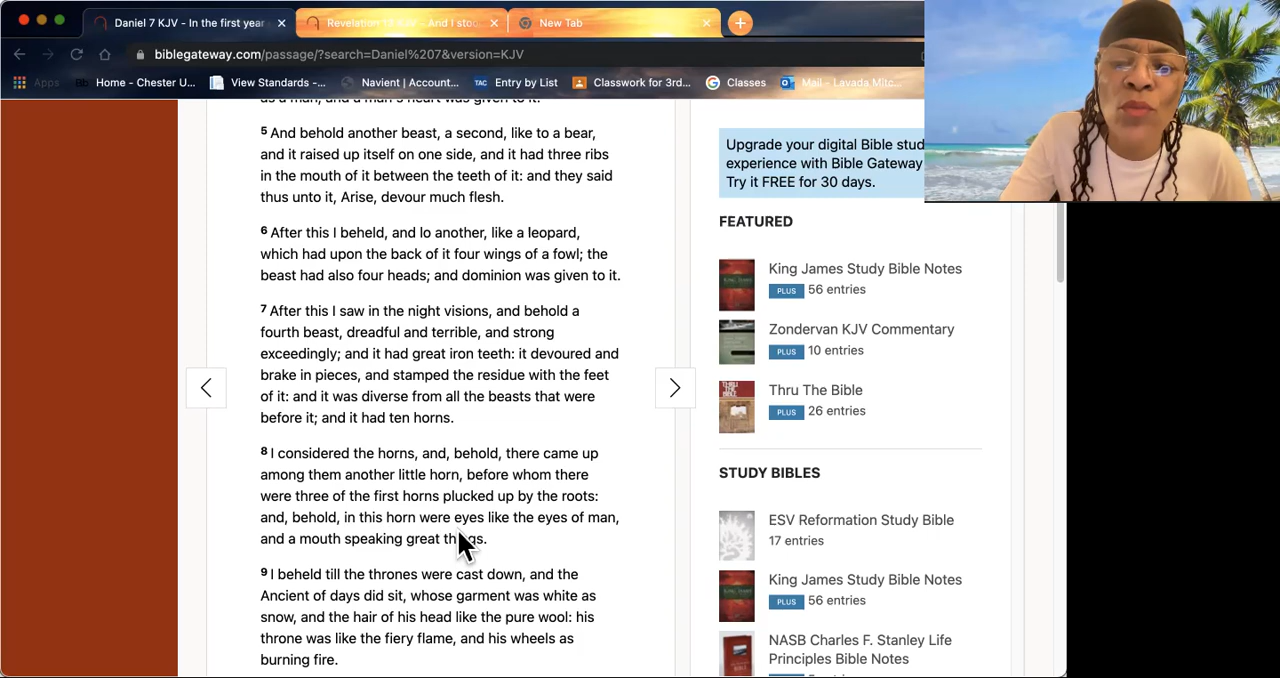 Daniel 7 KJV - In the first year
Revelation 13 KJV - And I stoo
New Tab
biblegateway.com/passage/?search=Daniel%207&version=KJV
Apps
Home - Chester U...
View Standards -...
Navient | Account...
TAC Entry by List
Classwork for 3rd...
Classes
Mail - Lavada Mitc...
as a man, and a man's heart was given to it.
5 And behold another beast, a second, like to a bear,
and it raised up itself on one side, and it had three ribs
in the mouth of it between the teeth of it: and they said
thus unto it, Arise, devour much flesh.
6 After this I beheld, and lo another, like a leopard,
which had upon the back of it four wings of a fowl; the
beast had also four heads; and dominion was given to it.
7 After this I saw in the night visions, and behold a
fourth beast, dreadful and terrible, and strong
exceedingly; and it had great iron teeth: it devoured and
brake in pieces, and stamped the residue with the feet
of it: and it was diverse from all the beasts that were
before it; and it had ten horns.
8 I considered the horns, and, behold, there came up
among them another little horn, before whom there
were three of the first horns plucked up by the roots:
and, behold, in this horn were eyes like the eyes of man,
and a mouth speaking great things.
9 I beheld till the thrones were cast down, and the
Ancient of days did sit, whose garment was white as
snow, and the hair of his head like the pure wool: his
throne was like the fiery flame, and his wheels as
burning fire.
Upgrade your digital Bible stud
experience with Bible Gateway
Try it FREE for 30 days.
FEATURED
King James Study Bible Notes
PLUS 56 entries
Zondervan KJV Commentary
PLUS 10 entries
Thru The Bible
PLUS 26 entries
STUDY BIBLES
ESV Reformation Study Bible
17 entries
King James Study Bible Notes
PLUS 56 entries
NASB Charles F. Stanley Life
Principles Bible Notes